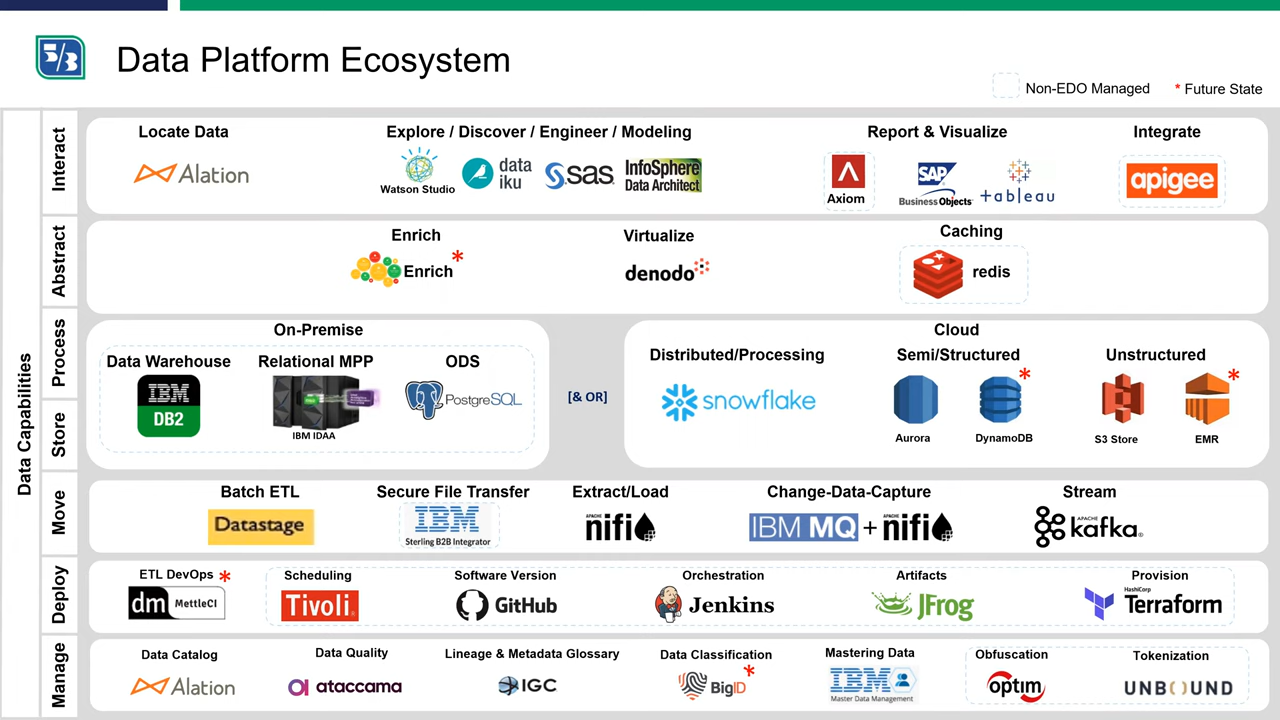 5/3
Data Platform Ecosystem
Non-EDO Managed
* Future State
Data Capabilities
Interact
Locate Data
Alation
Explore / Discover / Engineer / Modeling
Watson Studio
data
iku
sas
InfoSphere
Data Architect
Report & Visualize
Axiom
SAP
Business Objects
+ableau
Integrate
apigee
Abstract
Enrich
Enrich *
Virtualize
denodo
Caching
redis
Process
Store
On-Premise
Data Warehouse
IBM
DB2
Relational MPP
IBM IDAA
ODS
PostgreSQL
[& OR]
Cloud
Distributed/Processing
snowflake
Semi/Structured
Aurora
*
DynamoDB
Unstructured
S3 Store
*
EMR
Move
Batch ETL
Datastage
Secure File Transfer
IBM
Sterling B2B Integrator
Extract/Load
APACHE
nifi
Change-Data-Capture
IBM MQ + APACHE nifi
Stream
APACHE
kafka®
Deploy
ETL DevOps *
dm MettleCI
Scheduling
Tivoli
Software Version
GitHub
Orchestration
Jenkins
Artifacts
JFrog
Provision
HashiCorp
Terraform
Manage
Data Catalog
Alation
Data Quality
ataccama
Lineage & Metadata Glossary
IGC
Data Classification
*
BigID
Mastering Data
IBM
Master Data Management
Obfuscation
optim
Tokenization
UNBOUND